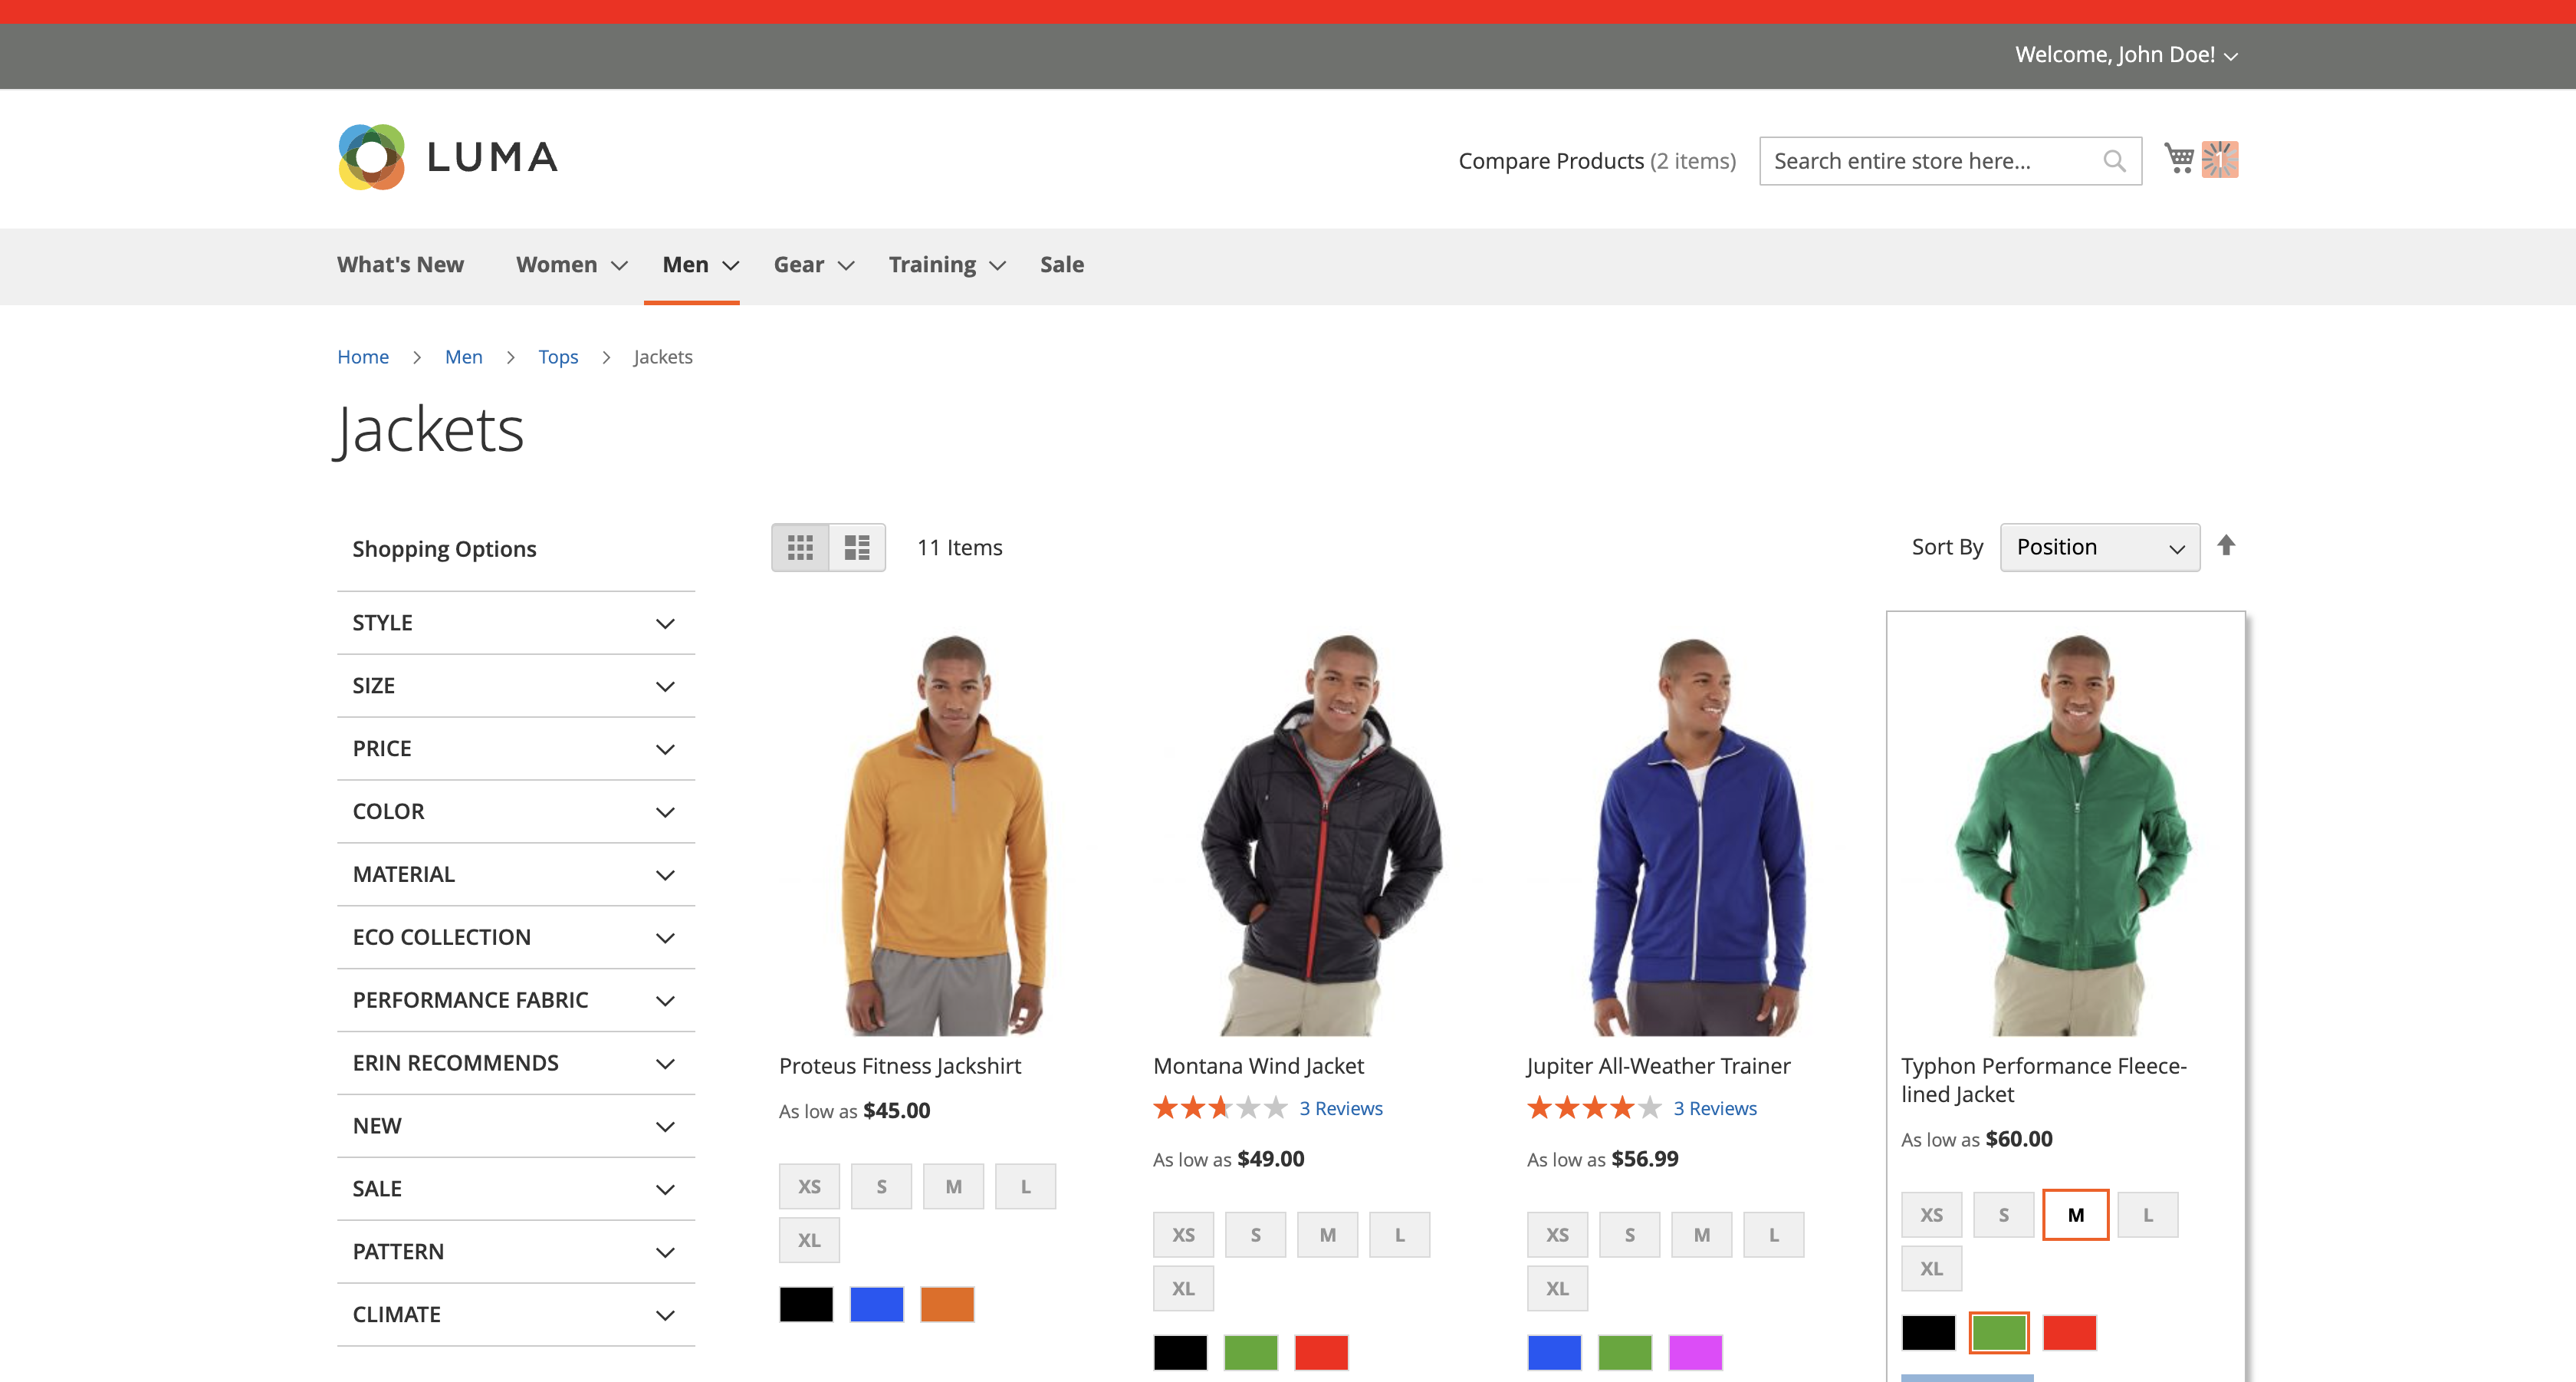 Welcome, John Doe!
LUMA
Compare Products (2 items)
Search entire store here...
1
What's New
Women
Men
Gear
Training
Sale
Home
Men
Tops
Jackets
Jackets
Shopping Options
STYLE
SIZE
PRICE
COLOR
MATERIAL
ECO COLLECTION
PERFORMANCE FABRIC
ERIN RECOMMENDS
NEW
SALE
PATTERN
CLIMATE
11 Items
Sort By
Position
Proteus Fitness Jackshirt
As low as $45.00
XS S M L
XL
Montana Wind Jacket
3 Reviews
As low as $49.00
XS S M L
XL
Jupiter All-Weather Trainer
3 Reviews
As low as $56.99
XS S M L
XL
Typhon Performance Fleece-
lined Jacket
As low as $60.00
XS S M L
XL